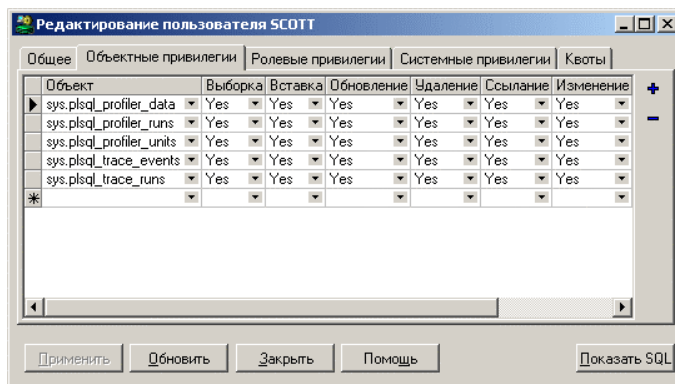 Редактирование пользователя SCOTT
Общее Объектные привилегии Ролевые привилегии Системные привилегии Квоты
Объект Выборка Вставка Обновление Удаление Ссылание Изменение
sys.plsql_profiler_data Yes Yes Yes Yes Yes Yes
sys.plsql_profiler_runs Yes Yes Yes Yes Yes Yes
sys.plsql_profiler_units Yes Yes Yes Yes Yes Yes
sys.plsql_trace_events Yes Yes Yes Yes Yes Yes
sys.plsql_trace_runs Yes Yes Yes Yes Yes Yes
Применить Обновить Закрыть Помощь Показать SQL